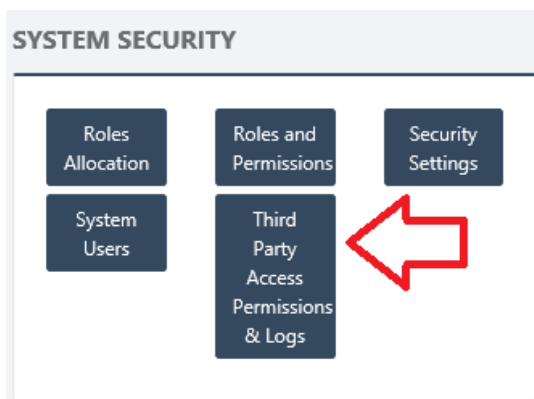 SYSTEM SECURITY
Roles
Allocation
Roles and
Permissions
Security
Settings
System
Users
Third
Party
Access
Permissions
& Logs